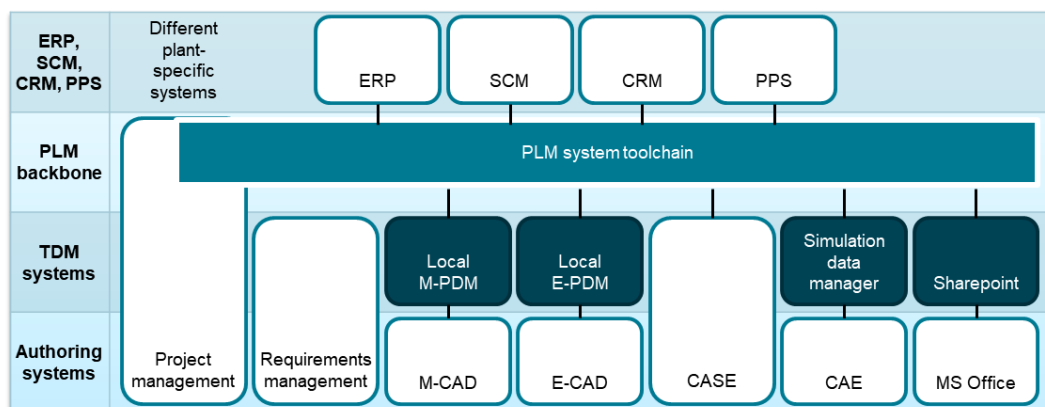 ERP,
SCM,
CRM, PPS
Different
plant-
specific
systems
ERP
SCM
CRM
PPS
PLM
backbone
PLM system toolchain
TDM
systems
Local
M-PDM
Local
E-PDM
Simulation
data
manager
Sharepoint
Authoring
systems
Project
management
Requirements
management
M-CAD
E-CAD
CASE
CAE
MS Office